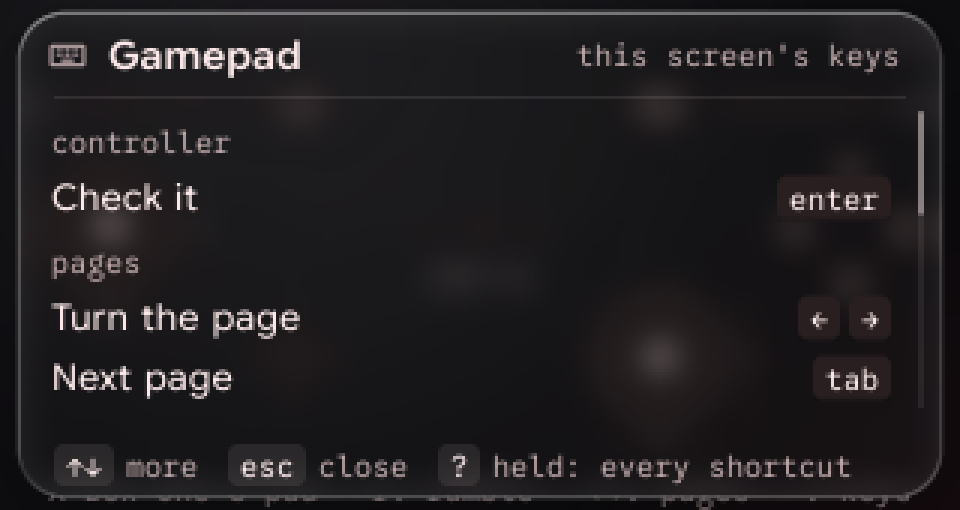 Gamepad this screen's keys
controller
Check it enter
pages
Turn the page ← →
Next page tab
↑↓ more esc close ? held: every shortcut